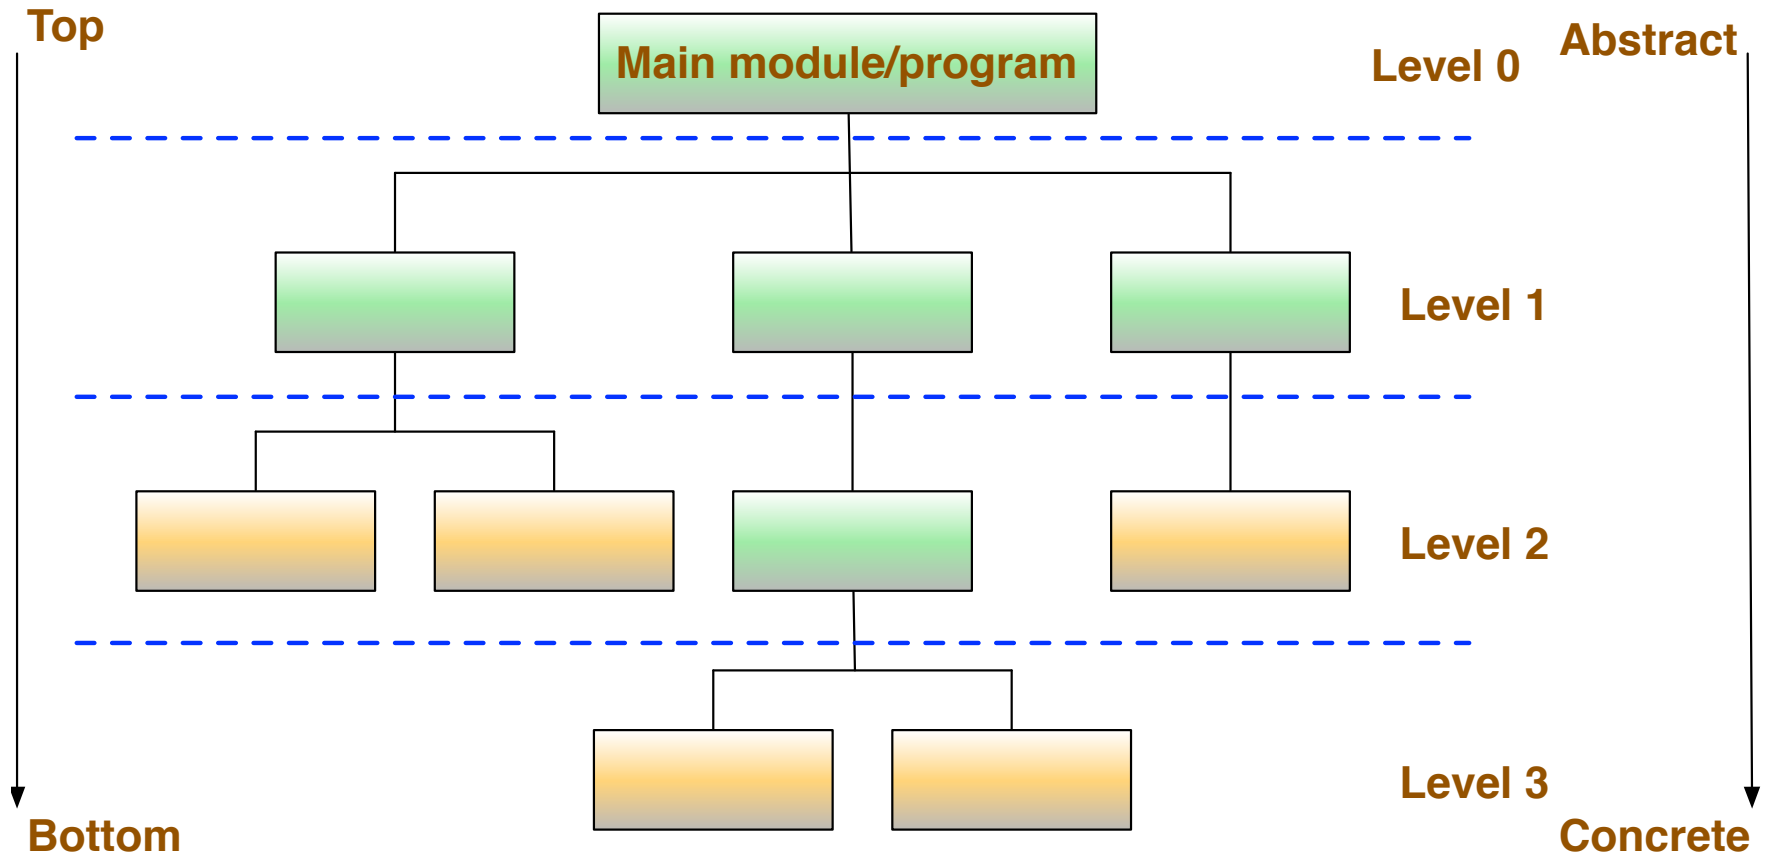 Top
Main module/program
Level 0
Abstract
Level 1
Level 2
Level 3
Bottom
Concrete